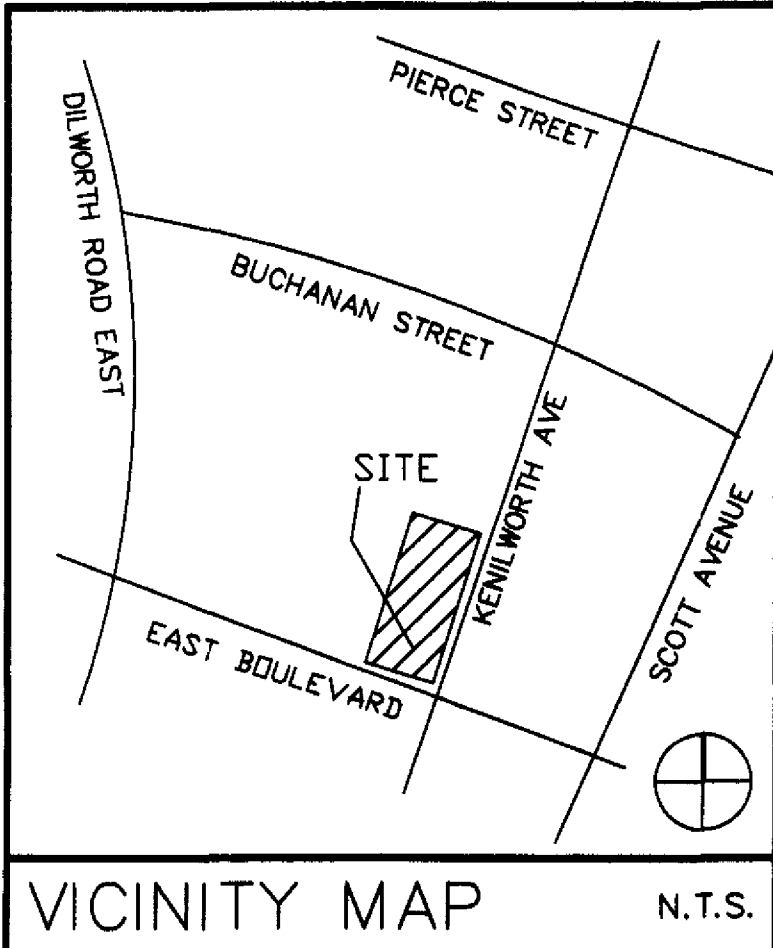 PIERCE STREET
DILWORTH ROAD EAST
BUCHANAN STREET
KENILWORTH AVE
SITE
SCOTT AVENUE
EAST BOULEVARD
VICINITY MAP
N.T.S.